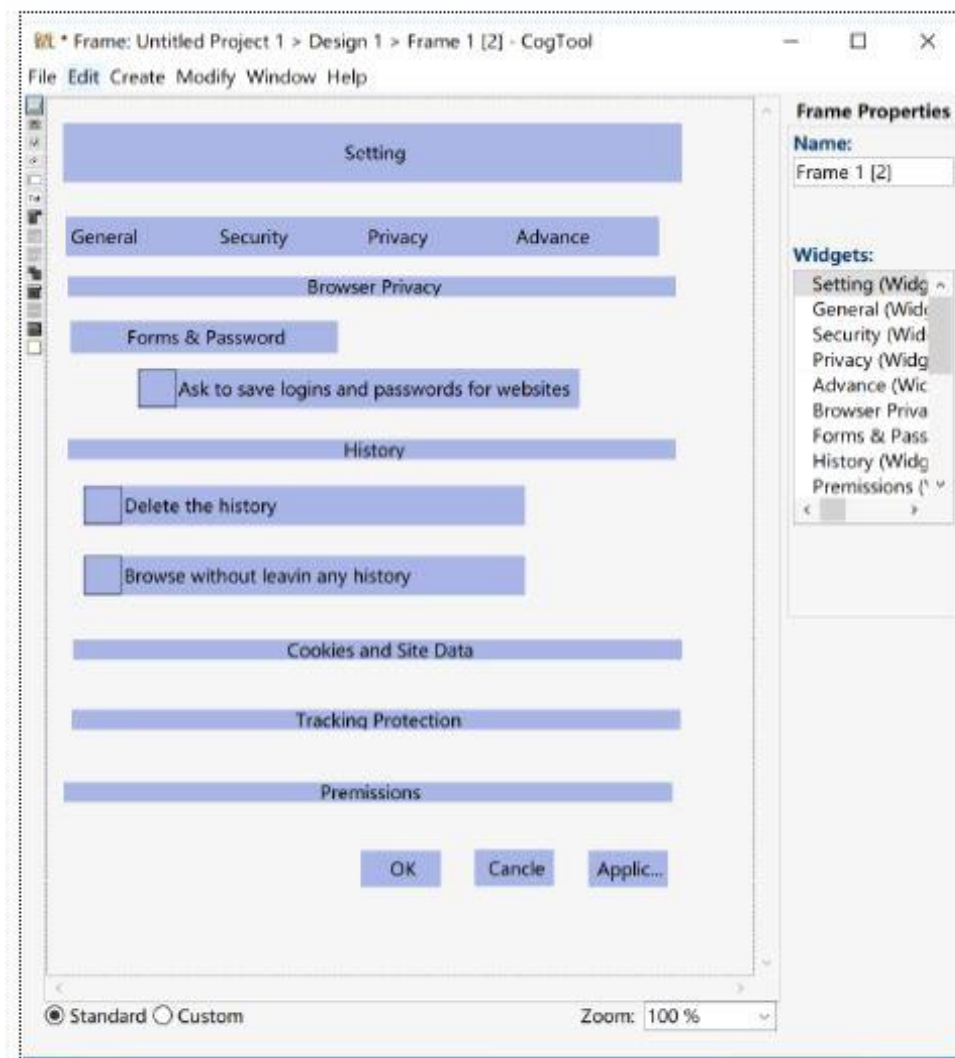 * Frame: Untitled Project 1 > Design 1 > Frame 1 [2] - CogTool
File Edit Create Modify Window Help
Setting
General Security Privacy Advance
Browser Privacy
Forms & Password
Ask to save logins and passwords for websites
History
Delete the history
Browse without leavin any history
Cookies and Site Data
Tracking Protection
Premissions
OK Cancle Applic...
Standard Custom
Zoom: 100 %
Frame Properties
Name:
Frame 1 [2]
Widgets:
Setting (Widg
General (Wid
Security (Wid
Privacy (Widg
Advance (Wic
Browser Priva
Forms & Pass
History (Widg
Premissions (